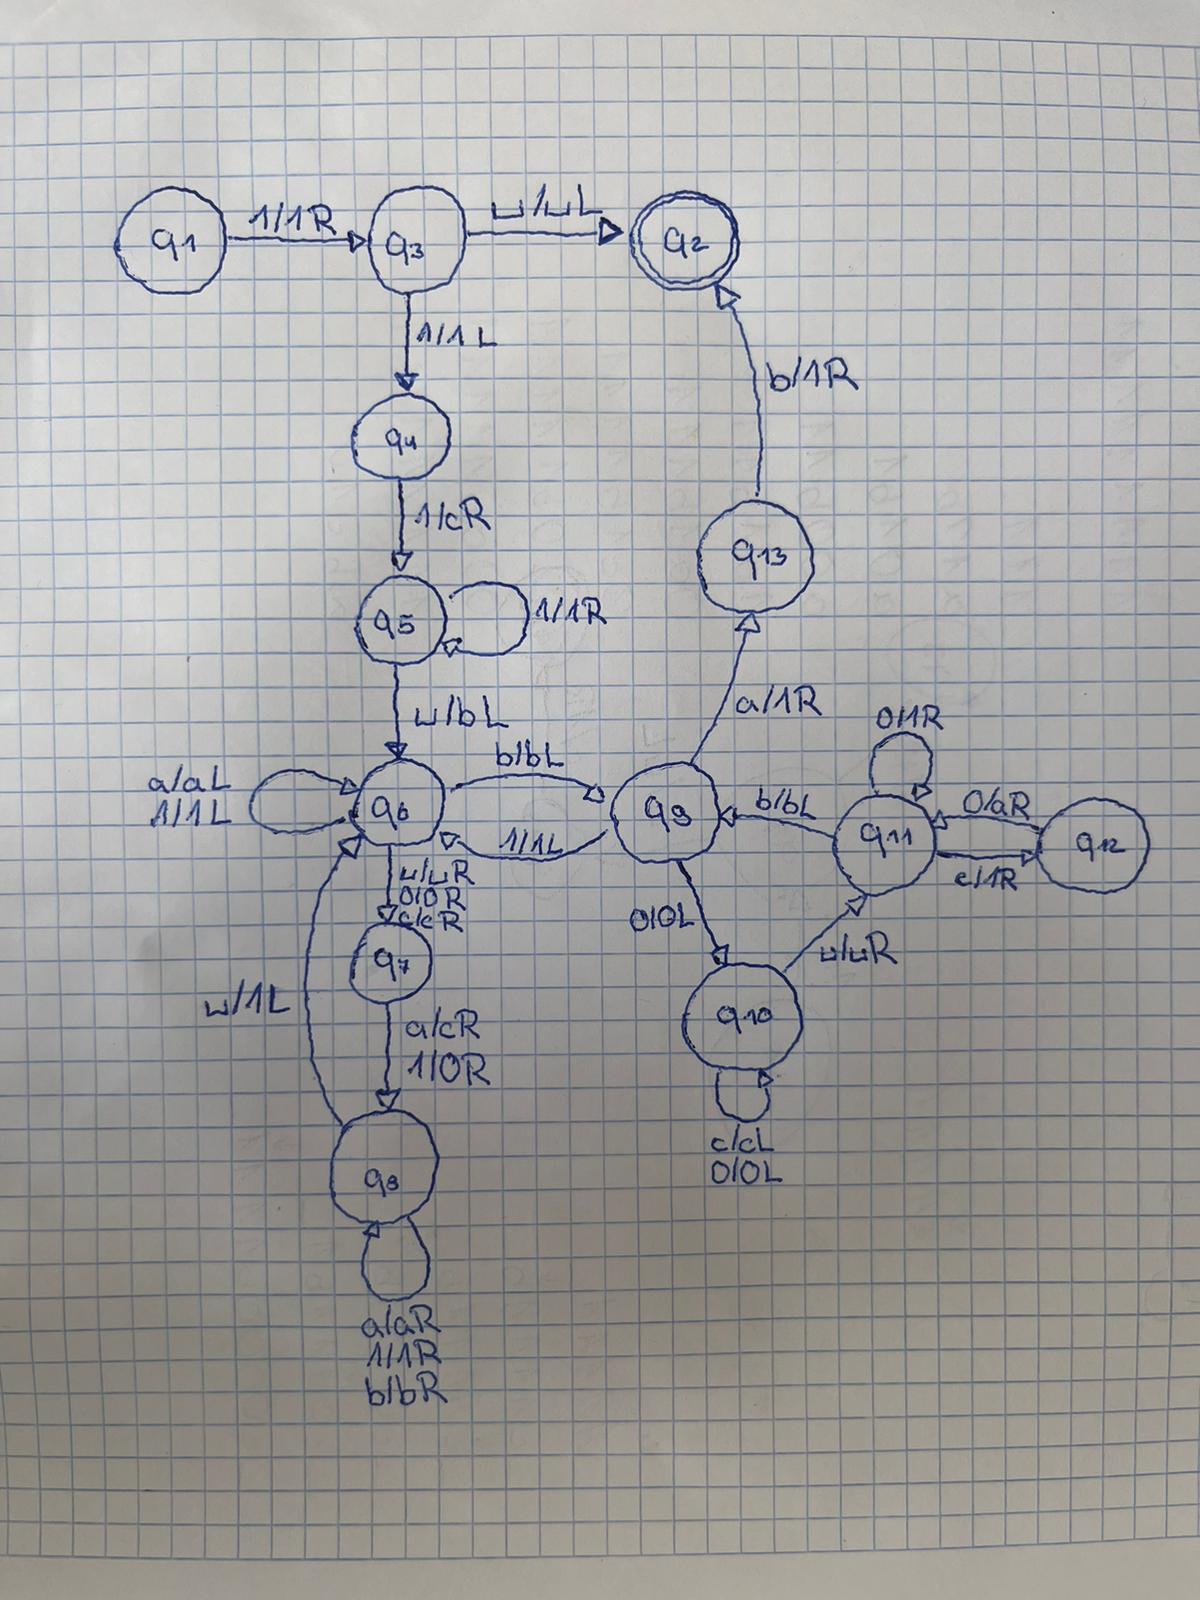 q1
1/1R
q3
⊔/⊔L
q2
1/1L
b/1R
q4
1/cR
q13
q5
1/1R
⊔/bL
a/1R
0/1R
a/aL
1/1L
q6
b/bL
1/1L
q9
b/bL
q11
0/aR
c/1R
q12
⊔/⊔R
0/0R
c/cR
0/0L
⊔/⊔R
q7
⊔/1L
a/cR
1/0R
q10
c/cL
0/0L
q8
a/aR
1/1R
b/bR